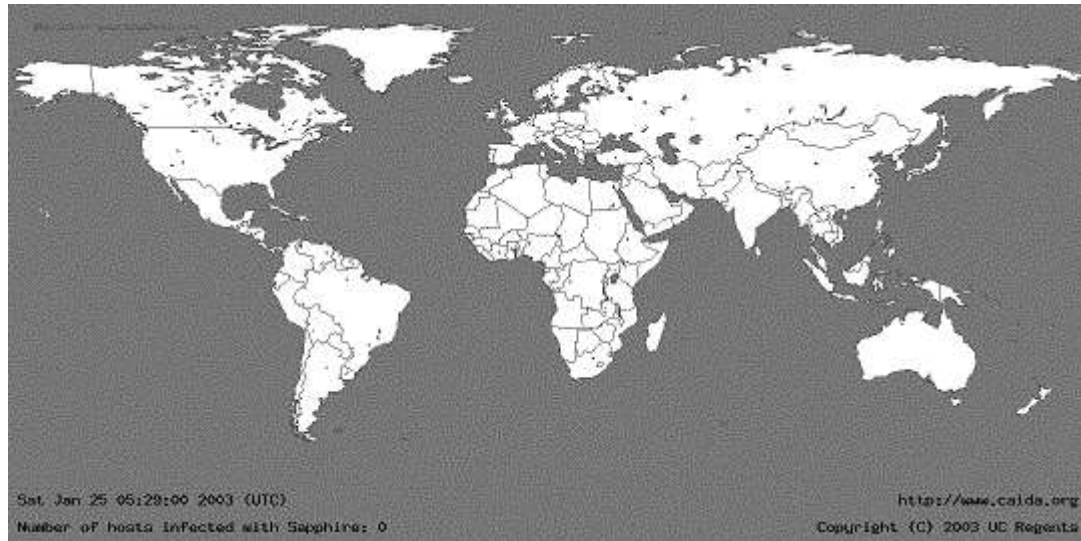 Sat Jan 25 05:29:00 2003 (UTC)
http://www.caida.org
Number of hosts infected with Sapphire: 0
Copyright (C) 2003 UC Regents